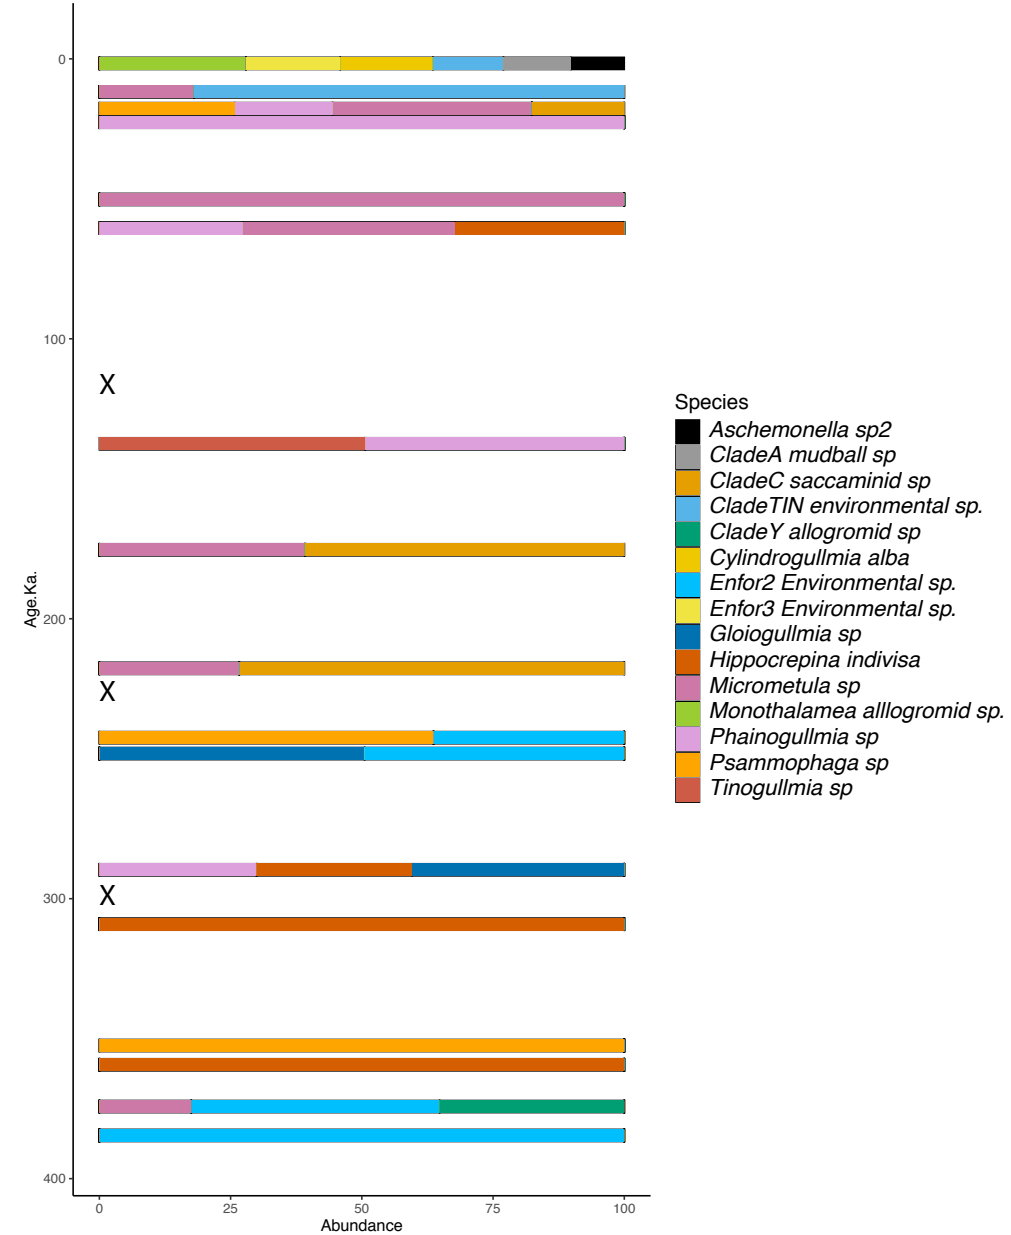 0
100
X
200
X
300
X
400
Age.Ka.
0 25 50 75 100
Abundance
Species
Aschemonella sp2
CladeA mudball sp
CladeC saccaminid sp
CladeTIN environmental sp.
CladeY allogromid sp
Cylindrogullmia alba
Enfor2 Environmental sp.
Enfor3 Environmental sp.
Gloiogullmia sp
Hippocrepina indivisa
Micrometula sp
Monothalamea alllogromid sp.
Phainogullmia sp
Psammophaga sp
Tinogullmia sp